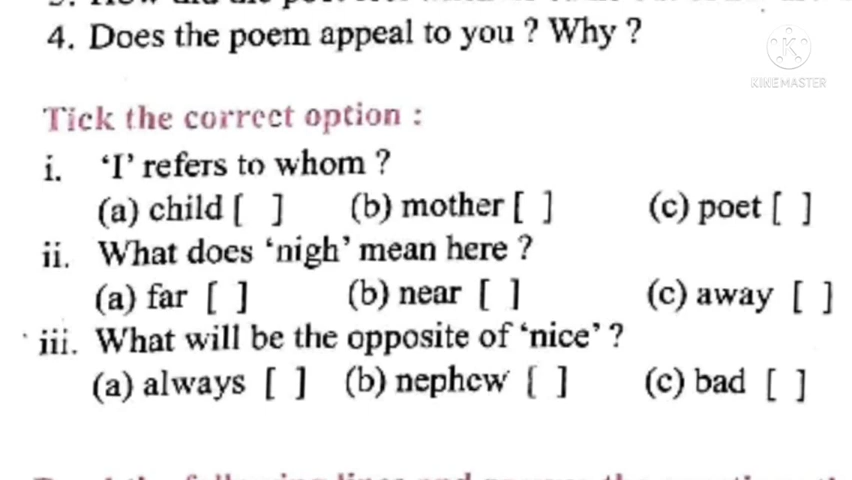 4. Does the poem appeal to you ? Why ?
KINEMASTER
Tick the correct option :
i. ‘I’ refers to whom ?
(a) child [ ] (b) mother [ ] (c) poet [ ]
ii. What does ‘nigh’ mean here ?
(a) far [ ] (b) near [ ] (c) away [ ]
iii. What will be the opposite of ‘nice’ ?
(a) always [ ] (b) nephew [ ] (c) bad [ ]